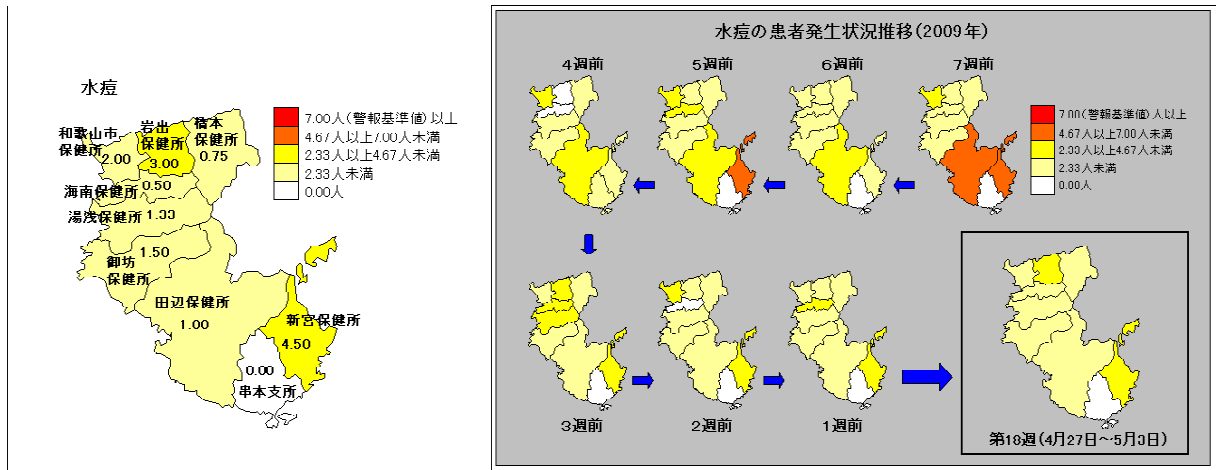 水痘
7.00人(警報基準値)以上
4.67人以上7.00人未満
2.33人以上4.67人未満
2.33人未満
0.00人
和歌山市
保健所
2.00
岩出
保健所
3.00
橋本
保健所
0.75
0.50
海南保健所
湯浅保健所
1.33
御坊
保健所
1.50
田辺保健所
1.00
新宮保健所
4.50
0.00
串本支所
水痘の患者発生状況推移(2009年)
4週前
5週前
6週前
7週前
7.00(警報基準値)人以上
4.67人以上7.00人未満
2.33人以上4.67人未満
2.33人未満
0.00人
3週前
2週前
1週前
第18週(4月27日~5月3日)